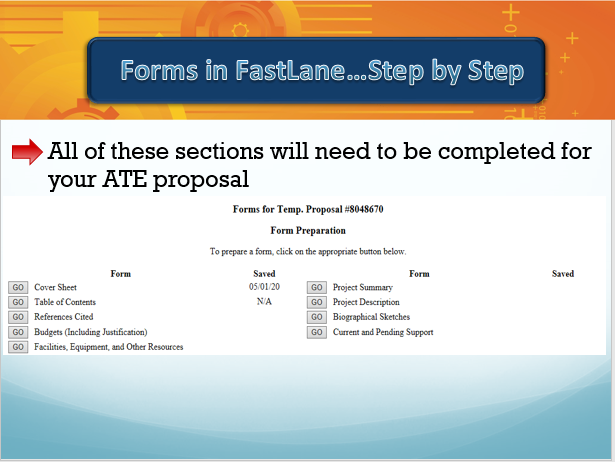 Forms in FastLane...Step by Step
All of these sections will need to be completed for
your ATE proposal
Forms for Temp. Proposal #8048670
Form Preparation
To prepare a form, click on the appropriate button below.
Form Saved Form Saved
GO Cover Sheet 05/01/20 GO Project Summary
GO Table of Contents N/A GO Project Description
GO References Cited GO Biographical Sketches
GO Budgets (Including Justification) GO Current and Pending Support
GO Facilities, Equipment, and Other Resources